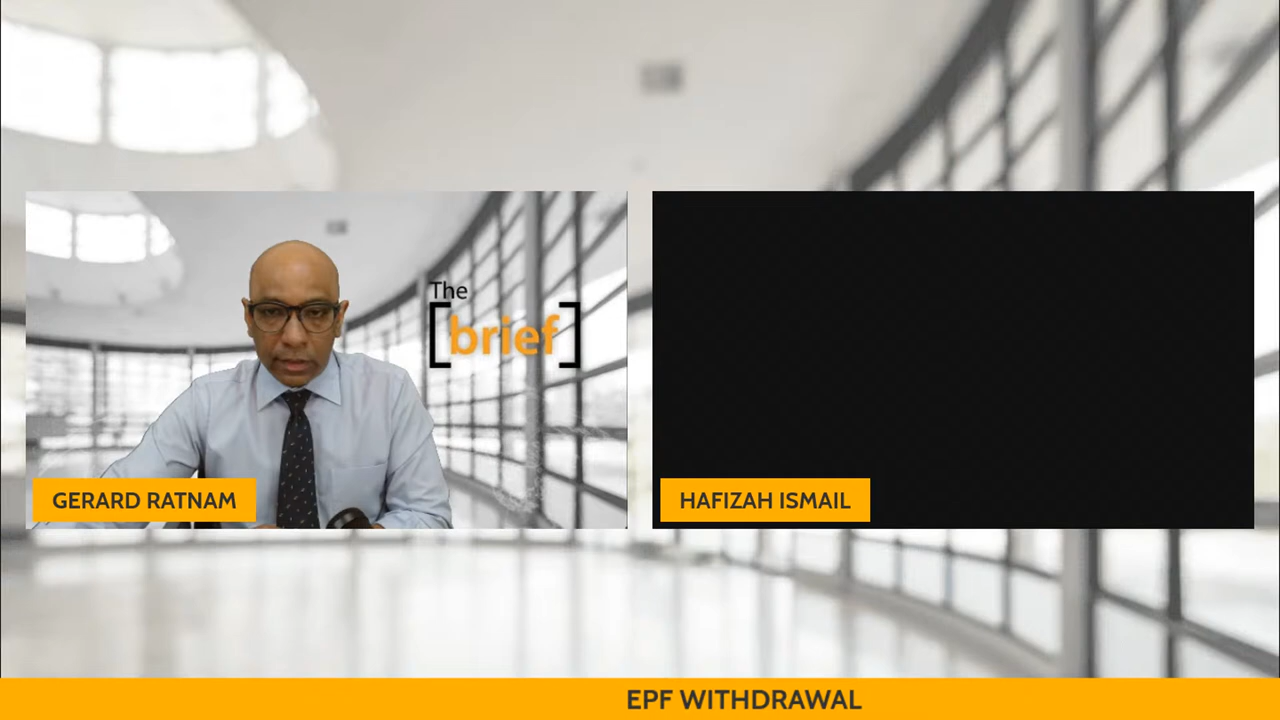 The
[brief]
GERARD RATNAM
HAFIZAH ISMAIL
EPF WITHDRAWAL